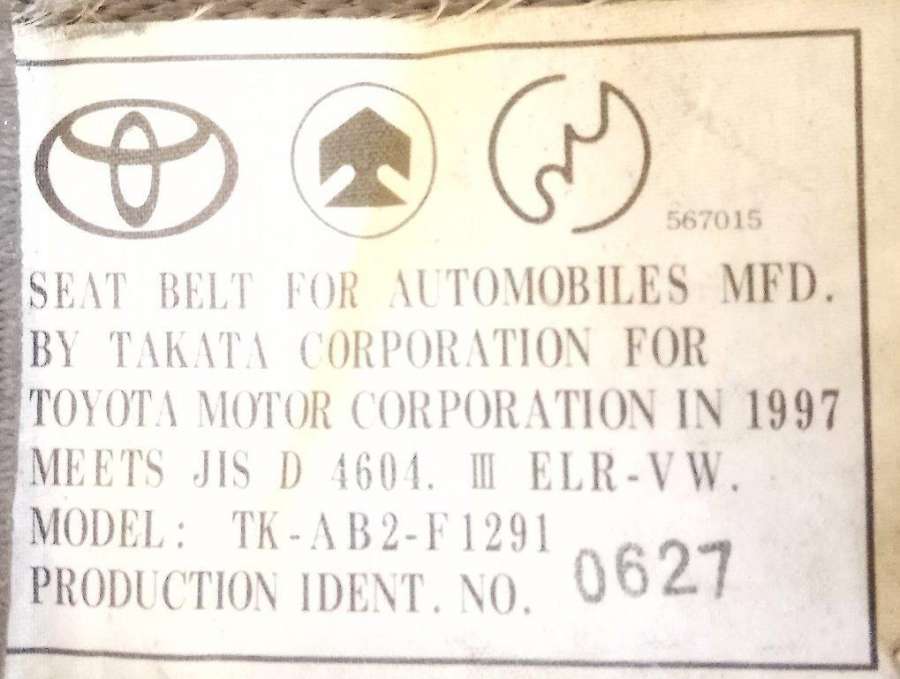 567015
SEAT BELT FOR AUTOMOBILES MFD.
BY TAKATA CORPORATION FOR
TOYOTA MOTOR CORPORATION IN 1997
MEETS JIS D 4604. Ⅲ ELR-VW.
MODEL: TK-AB2-F1291
PRODUCTION IDENT. NO. 0627